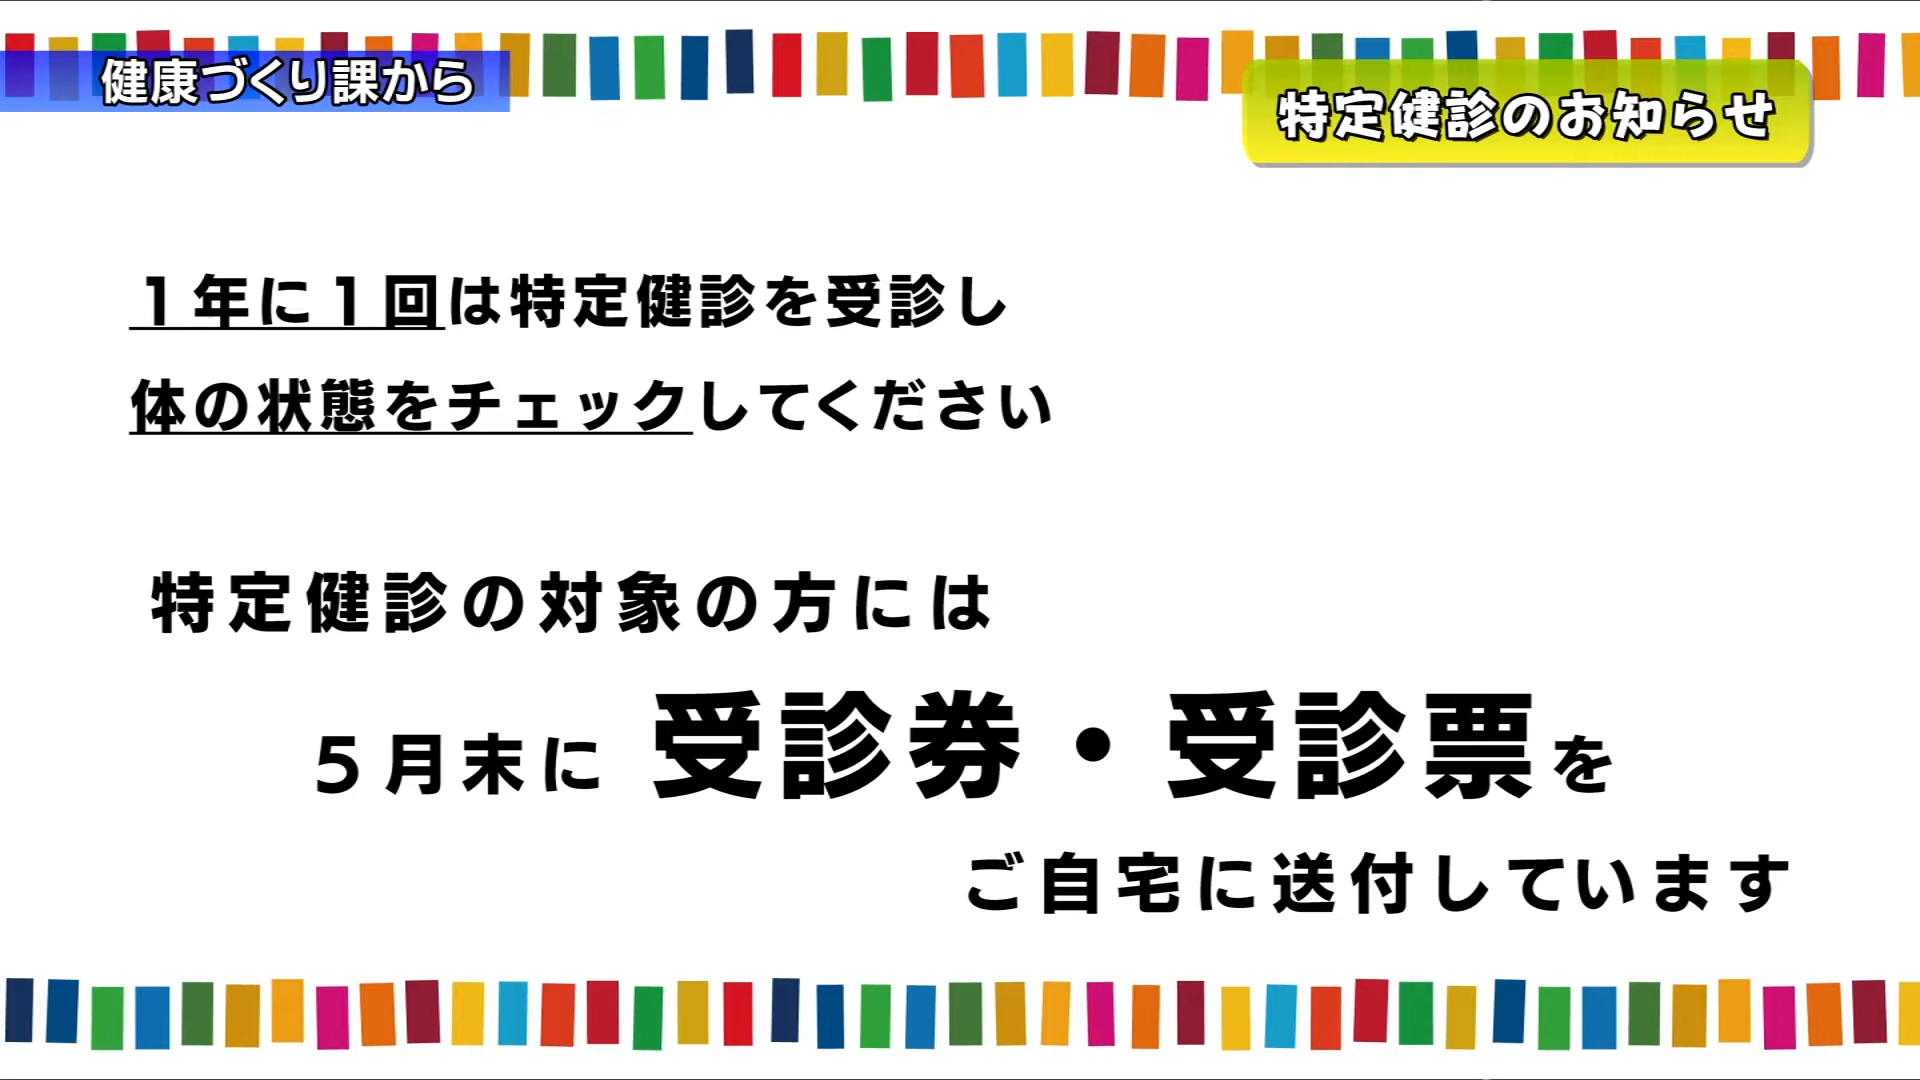 健康づくり課から
特定健診のお知らせ
１年に１回は特定健診を受診し
体の状態をチェックしてください
特定健診の対象の方には
５月末に 受診券・受診票を
ご自宅に送付しています